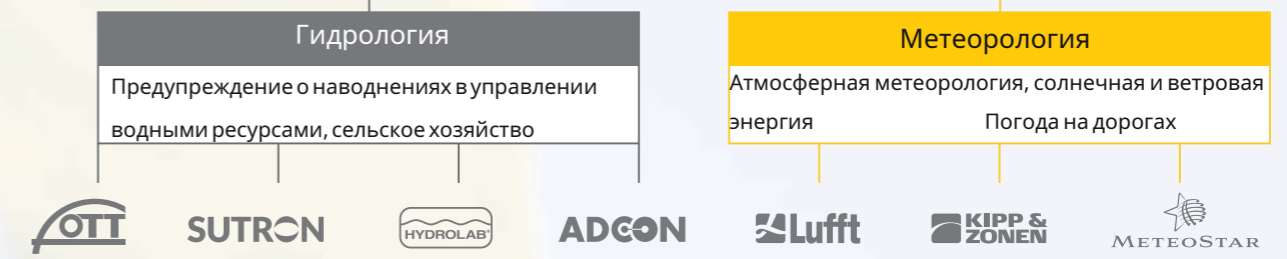 Гидрология
Предупреждение о наводнениях в управлении
водными ресурсами, сельское хозяйство
Метеорология
Атмосферная метеорология, солнечная и ветровая
энергия Погода на дорогах
OTT
SUTRON
HYDROLAB
ADCON
Lufft
KIPP &
ZONEN
METEOSTAR